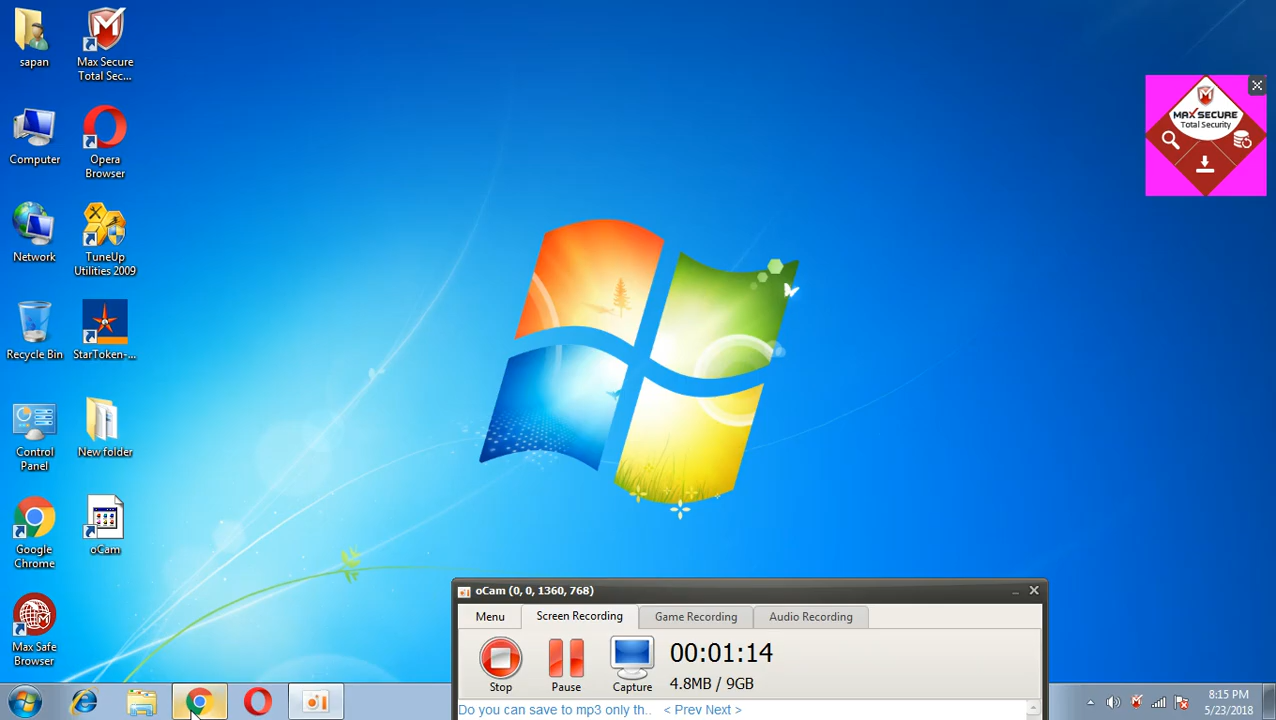 sapan
Max Secure
Total Sec...
Computer
Opera
Browser
Network
TuneUp
Utilities 2009
Recycle Bin
StarToken-...
Control
Panel
New folder
Google
Chrome
oCam
Max Safe
Browser
MAX SECURE
Total Security
oCam (0, 0, 1360, 768)
Menu
Screen Recording
Game Recording
Audio Recording
Stop
Pause
Capture
00:01:14
4.8MB / 9GB
Do you can save to mp3 only th..
< Prev Next >
8:15 PM
5/23/2018